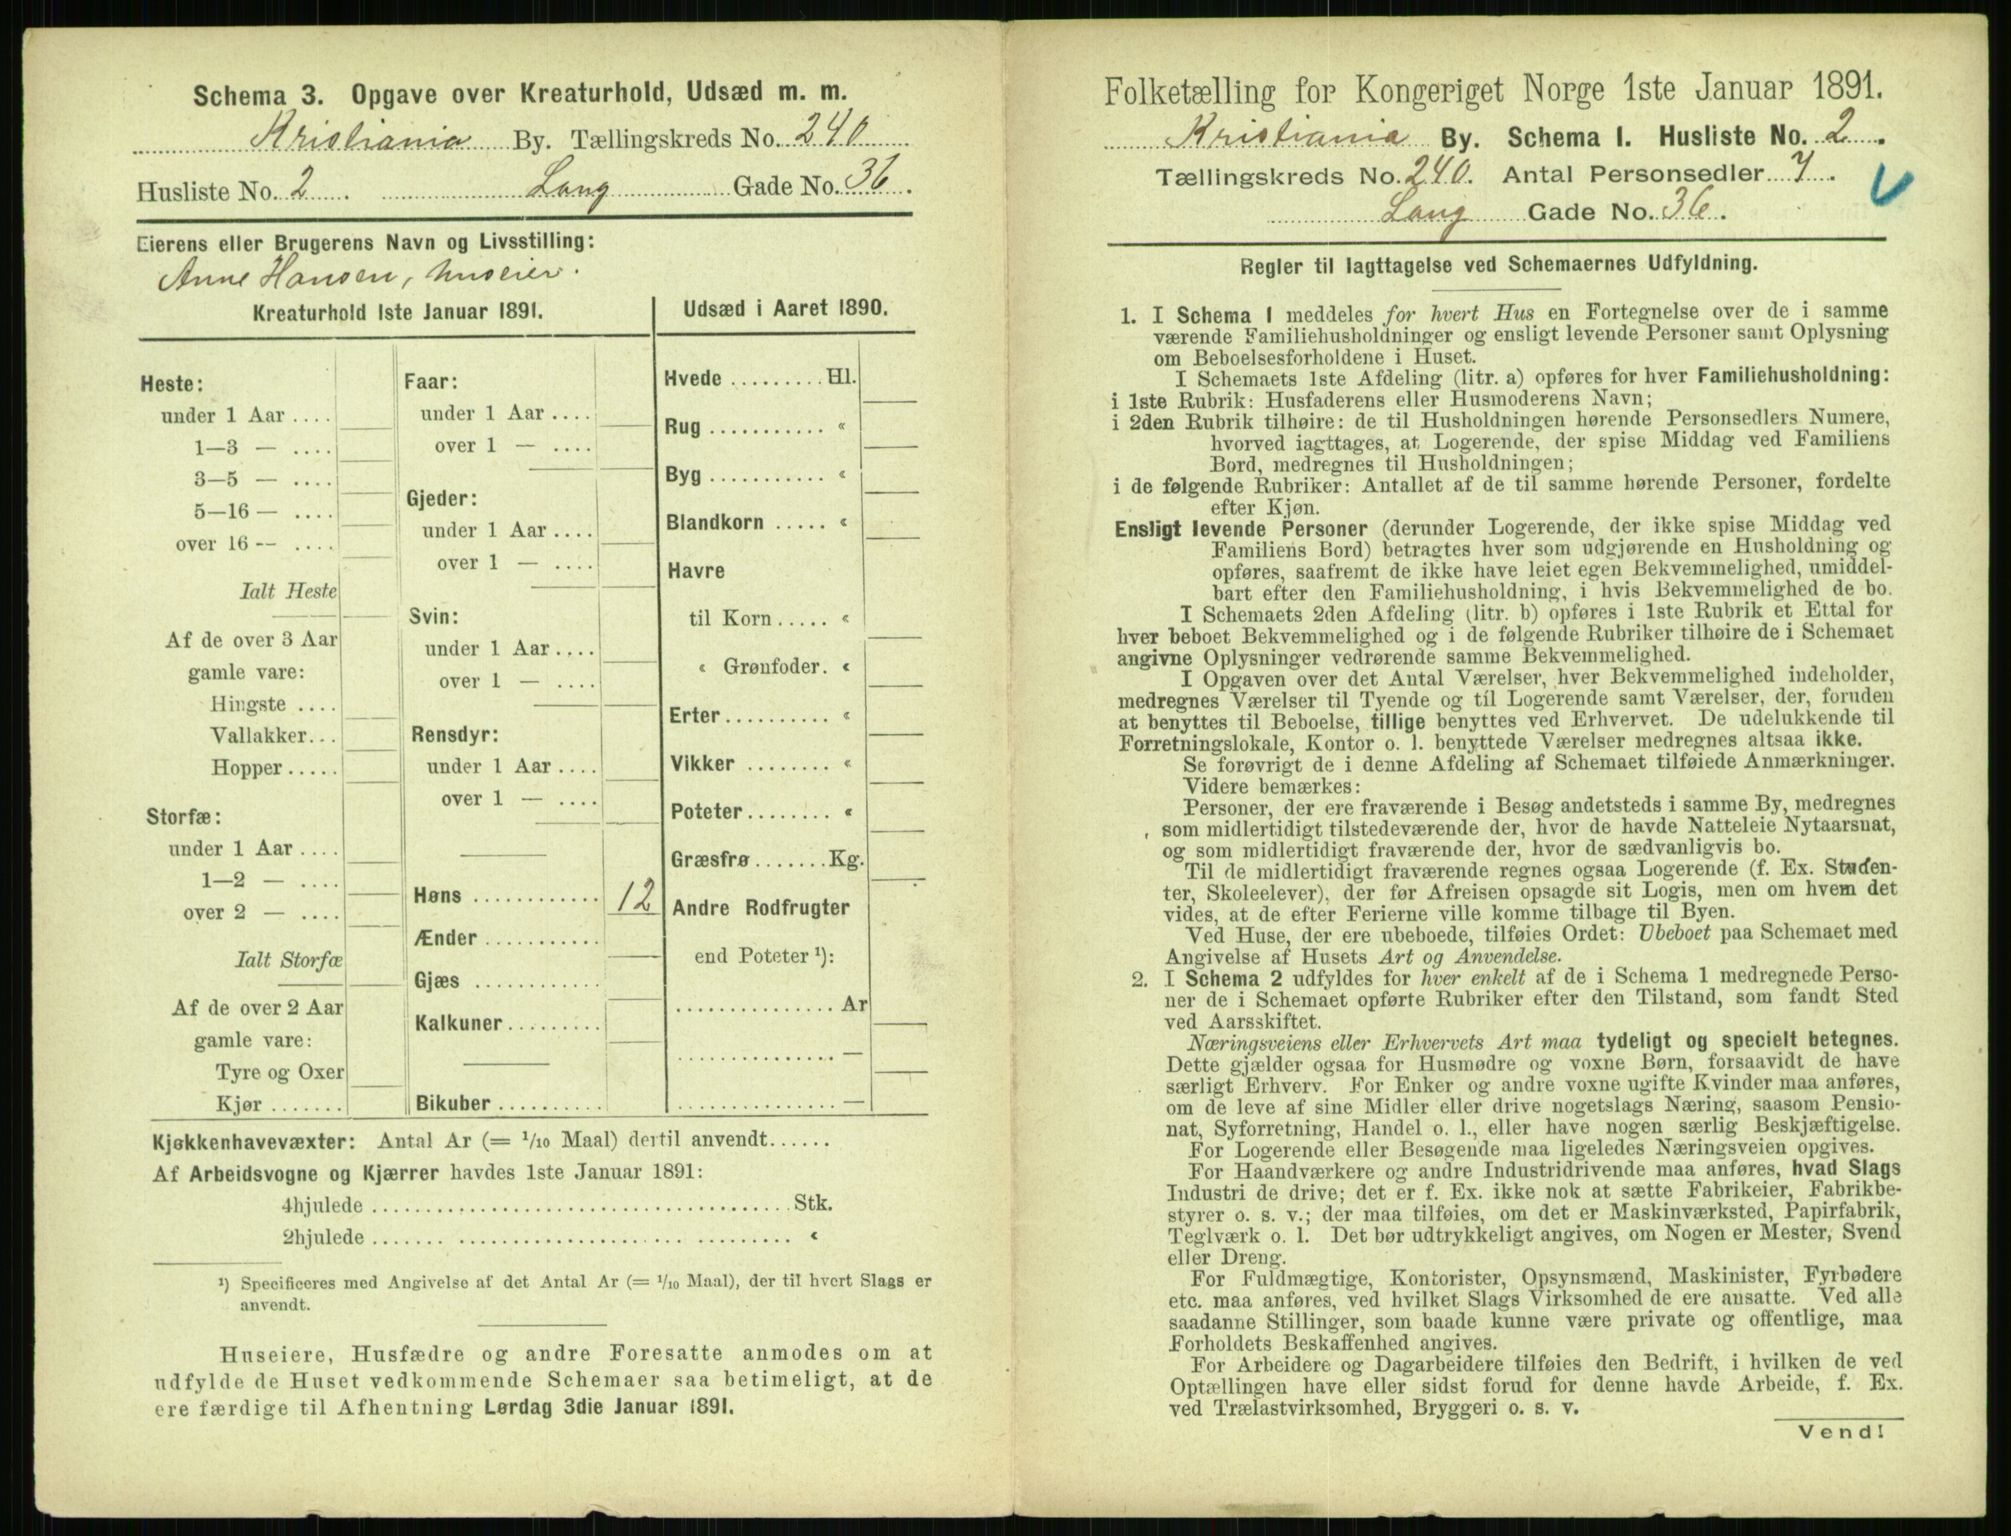 Schema 3. Opgave over Kreaturhold, Udsæd m. m.
Kristiania By. Tællingskreds No. 240
Husliste No. 2 . Lang Gade No. 36.
Eierens eller Brugerens Navn og Livsstilling:
Anne Hansen, Huseier.
Kreaturhold 1ste Januar 1891.
Heste:
under 1 Aar ....
1—3 — ....
3—5 — ....
5—16 — ....
over 16 — ....
Ialt Heste
Af de over 3 Aar
gamle vare:
Hingste ....
Vallakker...
Hopper.....
Storfæ:
under 1 Aar ....
1—2 — ....
over 2 — ....
Ialt Storfæ
Af de over 2 Aar
gamle vare:
Tyre og Oxer
Kjør .......
Faar:
under 1 Aar ....
over 1 — ....
Gjeder:
under 1 Aar ....
over 1 — ....
Svin:
under 1 Aar ....
over 1 — ....
Rensdyr:
under 1 Aar ....
over 1 — ....
Høns ............ 12
Ænder ...........
Gjæs ............
Kalkuner.........
Bikuber ..........
Udsæd i Aaret 1890.
Hvede ......... Hl.
Rug ........... «
Byg ........... «
Blandkorn ..... «
Havre
til Korn ..... «
« Grønfoder. «
Erter.......... «
Vikker ........ «
Poteter ........ «
Græsfrø ....... Kg.
Andre Rodfrugter
end Poteter ¹):
............... Ar
............... —
............... —
Kjøkkenhavevæxter: Antal Ar (= 1/10 Maal) dertil anvendt......
Af Arbeidsvogne og Kjærrer havdes 1ste Januar 1891:
4hjulede ....................................... Stk.
2hjulede ....................................... «
¹) Specificeres med Angivelse af det Antal Ar (= 1/10 Maal), der til hvert Slags er
anvendt.
Huseiere, Husfædre og andre Foresatte anmodes om at
udfylde de Huset vedkommende Schemaer saa betimeligt, at de
ere færdige til Afhentning Lørdag 3die Januar 1891.
Folketælling for Kongeriget Norge 1ste Januar 1891.
Kristiania By. Schema I. Husliste No. 2 .
Tællingskreds No. 240. Antal Personsedler 7 .
Lang Gade No. 36.
Regler til Iagttagelse ved Schemaernes Udfyldning.
1. I Schema 1 meddeles for hvert Hus en Fortegnelse over de i samme
værende Familiehusholdninger og ensligt levende Personer samt Oplysning
om Beboelsesforholdene i Huset.
I Schemaets 1ste Afdeling (litr. a) opføres for hver Familiehusholdning:
i 1ste Rubrik: Husfaderens eller Husmoderens Navn;
i 2den Rubrik tilhøire: de til Husholdningen hørende Personsedlers Numere,
hvorved iagttages, at Logerende, der spise Middag ved Familiens
Bord, medregnes til Husholdningen;
i de følgende Rubriker: Antallet af de til samme hørende Personer, fordelte
efter Kjøn.
Ensligt levende Personer (derunder Logerende, der ikke spise Middag ved
Familiens Bord) betragtes hver som udgjørende en Husholdning og
opføres, saafremt de ikke have leiet egen Bekvemmelighed, umiddel-
bart efter den Familiehusholdning, i hvis Bekvemmelighed de bo.
I Schemaets 2den Afdeling (litr. b) opføres i 1ste Rubrik et Ettal for
hver beboet Bekvemmelighed og i de følgende Rubriker tilhøire de i Schemaet
angivne Oplysninger vedrørende samme Bekvemmelighed.
I Opgaven over det Antal Værelser, hver Bekvemmelighed indeholder,
medregnes Værelser til Tyende og til Logerende samt Værelser, der, foruden
at benyttes til Beboelse, tillige benyttes ved Erhvervet. De udelukkende til
Forretningslokale, Kontor o. l. benyttede Værelser medregnes altsaa ikke.
Se forøvrigt de i denne Afdeling af Schemaet tilføiede Anmærkninger.
Videre bemærkes:
Personer, der ere fraværende i Besøg andetsteds i samme By, medregnes
som midlertidigt tilstedeværende der, hvor de havde Natteleie Nytaarsnat,
og som midlertidigt fraværende der, hvor de sædvanligvis bo.
Til de midlertidigt fraværende regnes ogsaa Logerende (f. Ex. Studen-
ter, Skoleelever), der før Afreisen opsagde sit Logis, men om hvem det
vides, at de efter Ferierne ville komme tilbage til Byen.
Ved Huse, der ere ubeboede, tilføies Ordet: Ubeboet paa Schemaet med
Angivelse af Husets Art og Anvendelse.
2. I Schema 2 udfyldes for hver enkelt af de i Schema 1 medregnede Perso-
ner de i Schemaet opførte Rubriker efter den Tilstand, som fandt Sted
ved Aarsskiftet.
Næringsveiens eller Erhvervets Art maa tydeligt og specielt betegnes.
Dette gjælder ogsaa for Husmødre og voxne Børn, forsaavidt de have
særligt Erhverv. For Enker og andre voxne ugifte Kvinder maa anføres,
om de leve af sine Midler eller drive nogetslags Næring, saasom Pensio-
nat, Syforretning, Handel o. l., eller have nogen særlig Beskjæftigelse.
For Logerende eller Besøgende maa ligeledes Næringsveien opgives.
For Haandværkere og andre Industridrivende maa anføres, hvad Slags
Industri de drive; det er f. Ex. ikke nok at sætte Fabrikeier, Fabrikbe-
styrer o. s. v.; der maa tilføies, om det er Maskinværksted, Papirfabrik,
Teglværk o. l. Det bør udtrykkeligt angives, om Nogen er Mester, Svend
eller Dreng.
For Fuldmægtige, Kontorister, Opsynsmænd, Maskinister, Fyrbødere
etc. maa anføres, ved hvilket Slags Virksomhed de ere ansatte. Ved alle
saadanne Stillinger, som baade kunne være private og offentlige, maa
Forholdets Beskaffenhed angives.
For Arbeidere og Dagarbeidere tilføies den Bedrift, i hvilken de ved
Optællingen have eller sidst forud for denne havde Arbeide, f. Ex.
ved Trælastvirksomhed, Bryggeri o. s. v.
Vend!